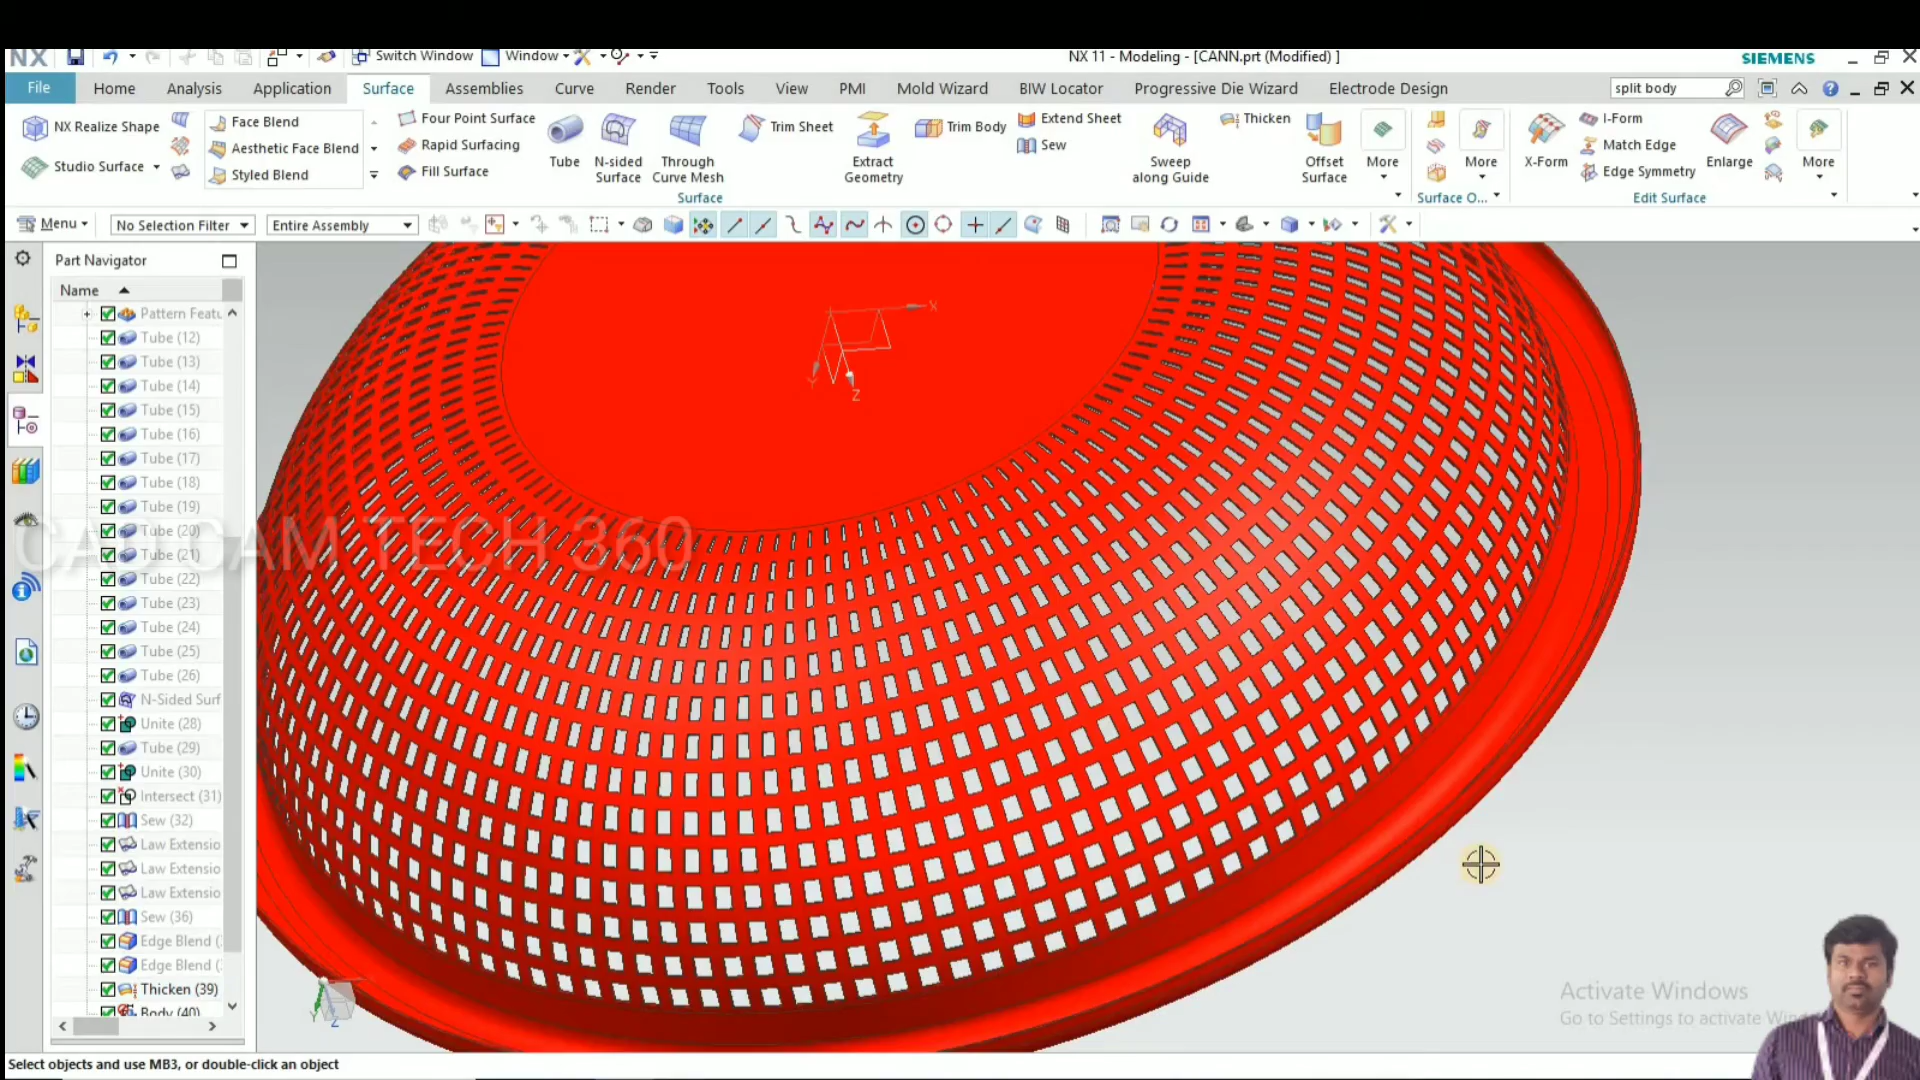 NX Switch Window Window NX 11 - Modeling - [CANN.prt (Modified) ] SIEMENS
File Home Analysis Application Surface Assemblies Curve Render Tools View PMI Mold Wizard BIW Locator Progressive Die Wizard Electrode Design split body
NX Realize Shape
Studio Surface
Face Blend
Aesthetic Face Blend
Styled Blend
Four Point Surface
Rapid Surfacing
Fill Surface
Tube
N-sided
Surface
Through
Curve Mesh
Trim Sheet
Extract
Geometry
Trim Body
Extend Sheet
Sew
Sweep
along Guide
Thicken
Offset
Surface
More
More
X-Form
I-Form
Match Edge
Edge Symmetry
Enlarge
More
Surface
Surface O...
Edit Surface
Menu No Selection Filter Entire Assembly
Part Navigator
Name
Pattern Featu
Tube (12)
Tube (13)
Tube (14)
Tube (15)
Tube (16)
Tube (17)
Tube (18)
Tube (19)
Tube (20)
Tube (21)
Tube (22)
Tube (23)
Tube (24)
Tube (25)
Tube (26)
N-Sided Surf
Unite (28)
Tube (29)
Unite (30)
Intersect (31)
Sew (32)
Law Extensio
Law Extensio
Law Extensio
Sew (36)
Edge Blend (
Edge Blend (
Thicken (39)
Body (40)
CAD CAM TECH 360
X
Y
Z
Y
Z
Activate Windows
Go to Settings to activate Win
Select objects and use MB3, or double-click an object